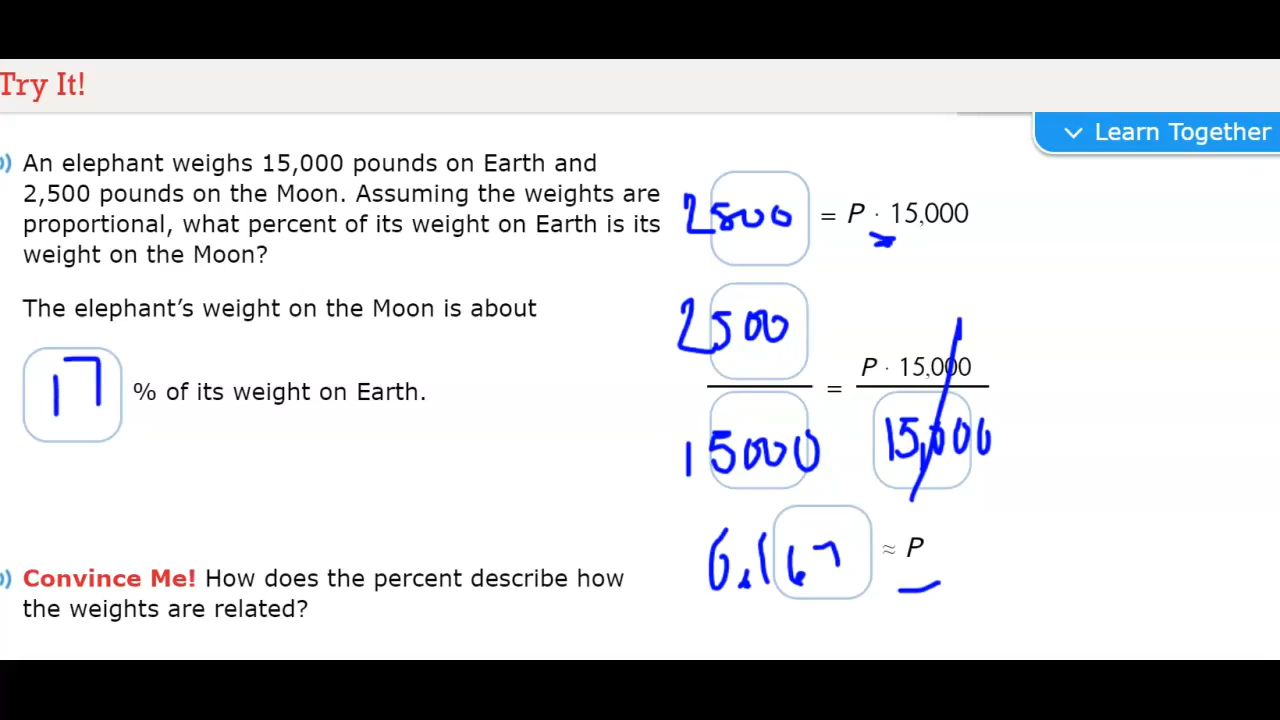 Try It!
Learn Together
) An elephant weighs 15,000 pounds on Earth and
2,500 pounds on the Moon. Assuming the weights are
proportional, what percent of its weight on Earth is its
weight on the Moon?
The elephant's weight on the Moon is about
17 % of its weight on Earth.
2500 = P · 15,000
2500
= P · 15,000
15000 15,000
0.167 ≈ P
) Convince Me! How does the percent describe how
the weights are related?